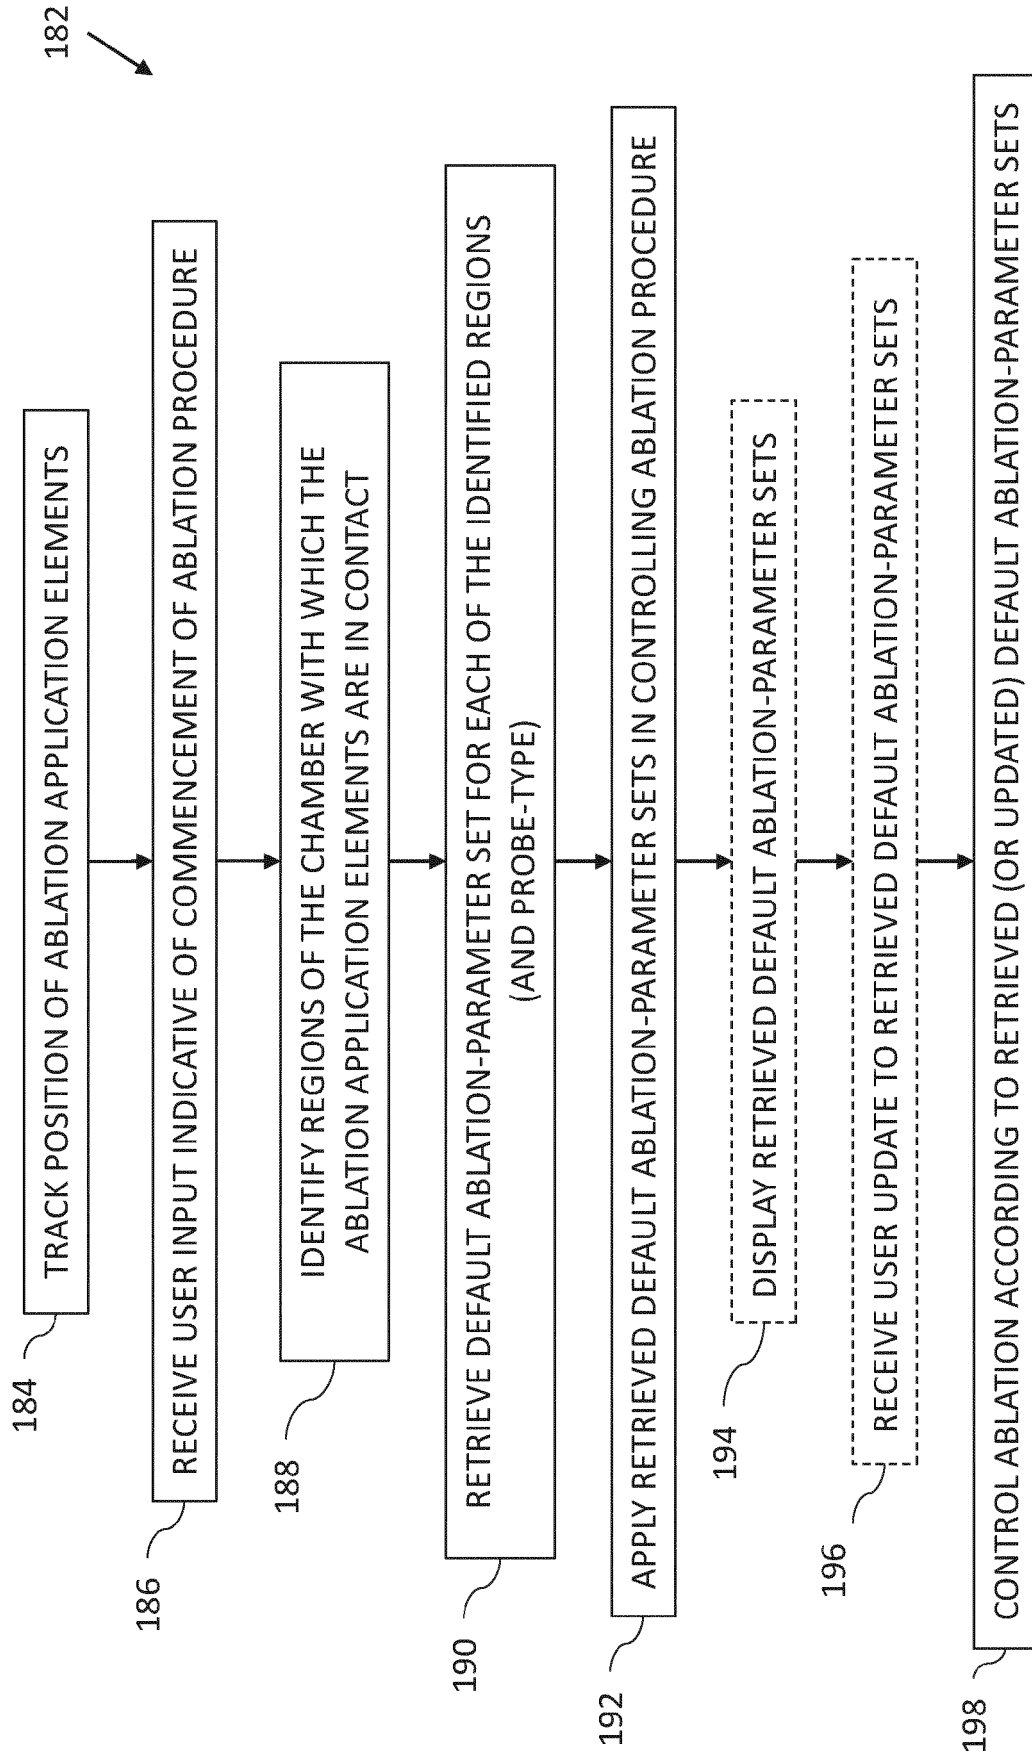 182
184
TRACK POSITION OF ABLATION APPLICATION ELEMENTS
186
RECEIVE USER INPUT INDICATIVE OF COMMENCEMENT OF ABLATION PROCEDURE
188
IDENTIFY REGIONS OF THE CHAMBER WITH WHICH THE
ABLATION APPLICATION ELEMENTS ARE IN CONTACT
190
RETRIEVE DEFAULT ABLATION-PARAMETER SET FOR EACH OF THE IDENTIFIED REGIONS
(AND PROBE-TYPE)
192
APPLY RETRIEVED DEFAULT ABLATION-PARAMETER SETS IN CONTROLLING ABLATION PROCEDURE
194
DISPLAY RETRIEVED DEFAULT ABLATION-PARAMETER SETS
196
RECEIVE USER UPDATE TO RETRIEVED DEFAULT ABLATION-PARAMETER SETS
198
CONTROL ABLATION ACCORDING TO RETRIEVED (OR UPDATED) DEFAULT ABLATION-PARAMETER SETS